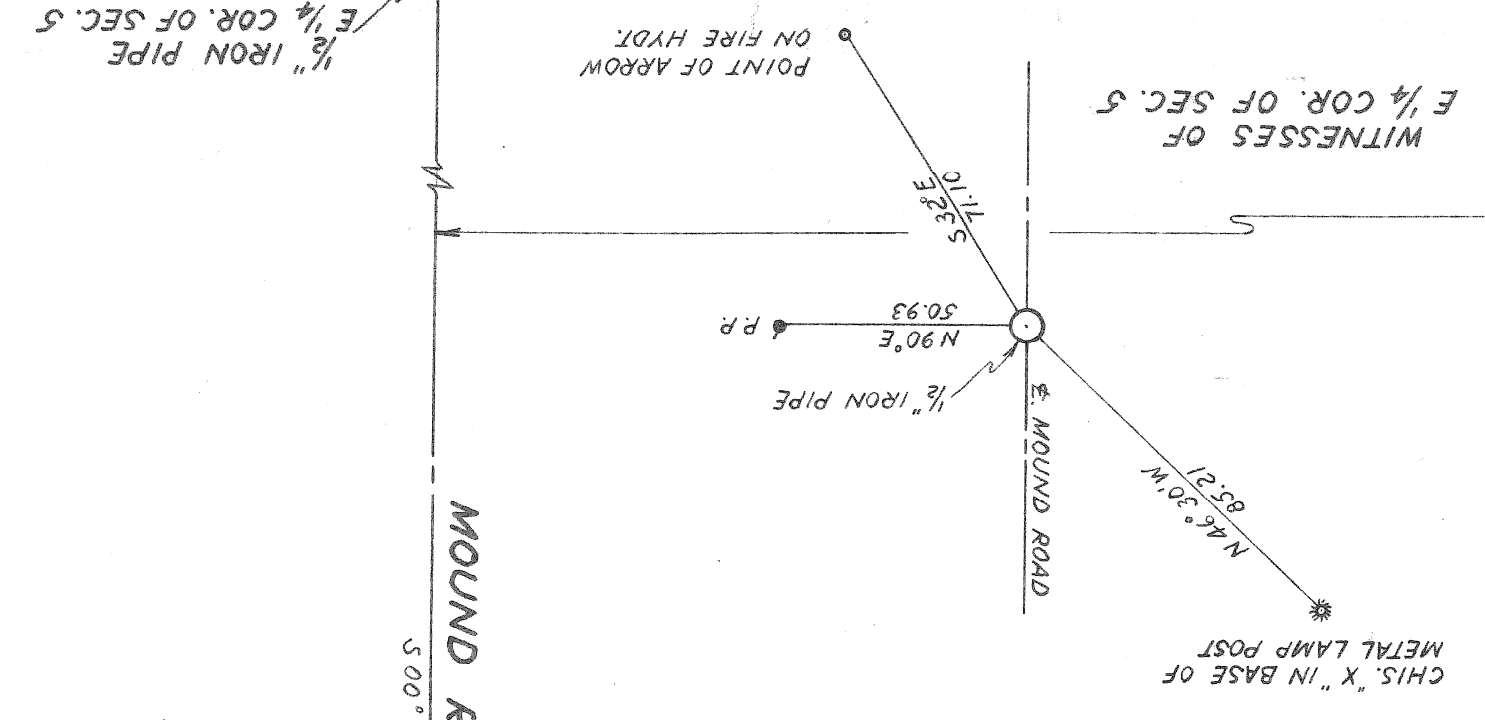 CHIS. "X" IN BASE OF
METAL LAMP POST
N 46° 30' W
85.21
℄ MOUND ROAD
½" IRON PIPE
N 90° E
50.93
P.P.
S 32° E
71.10
POINT OF ARROW
ON FIRE HYDT.
WITNESSES OF
E ¼ COR. OF SEC. 5
½" IRON PIPE
E ¼ COR. OF SEC. 5
MOUND R
S 00°